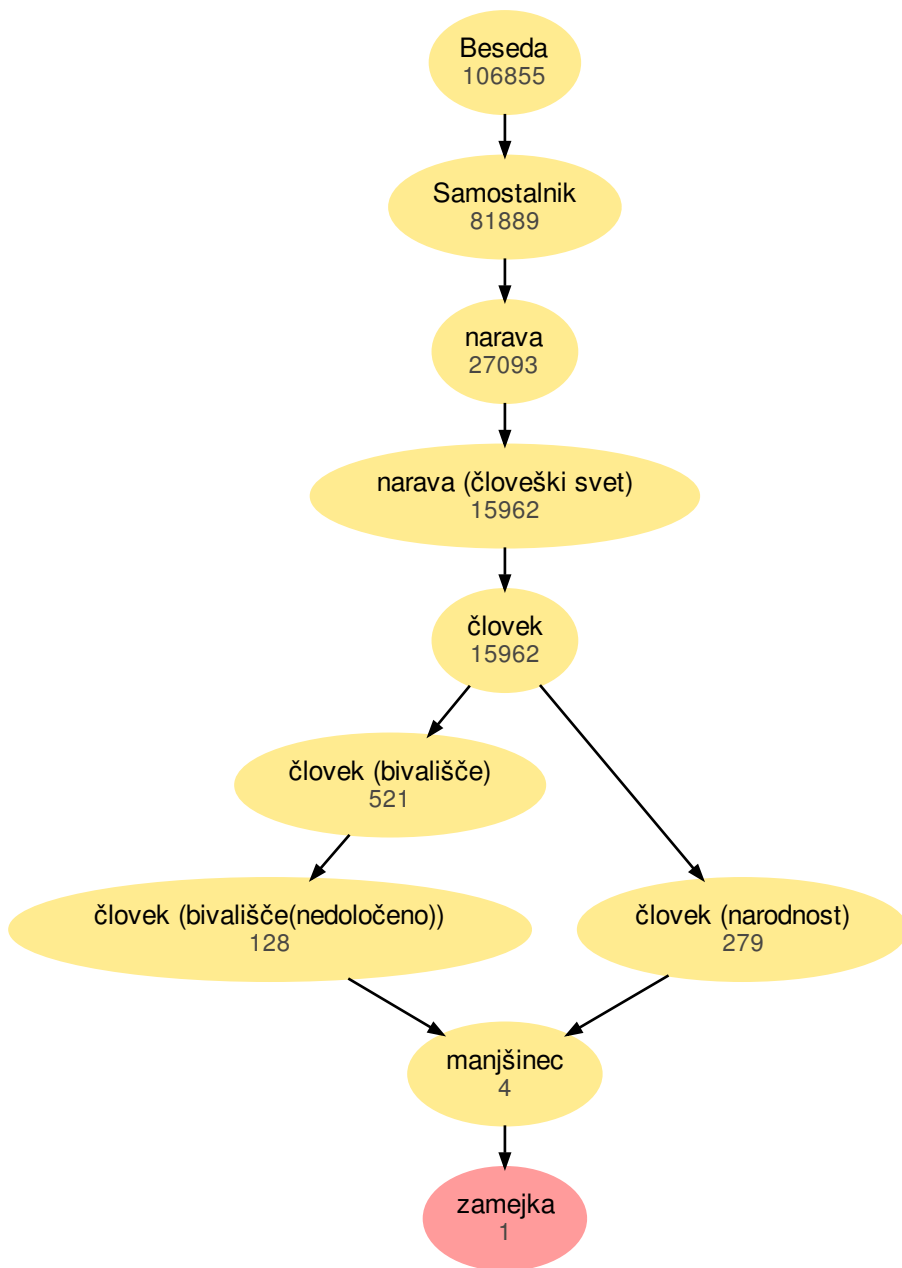 Beseda
106855
Samostalnik
81889
narava
27093
narava (človeški svet)
15962
človek
15962
človek (bivališče)
521
človek (bivališče(nedoločeno))
128
človek (narodnost)
279
manjšinec
4
zamejka
1